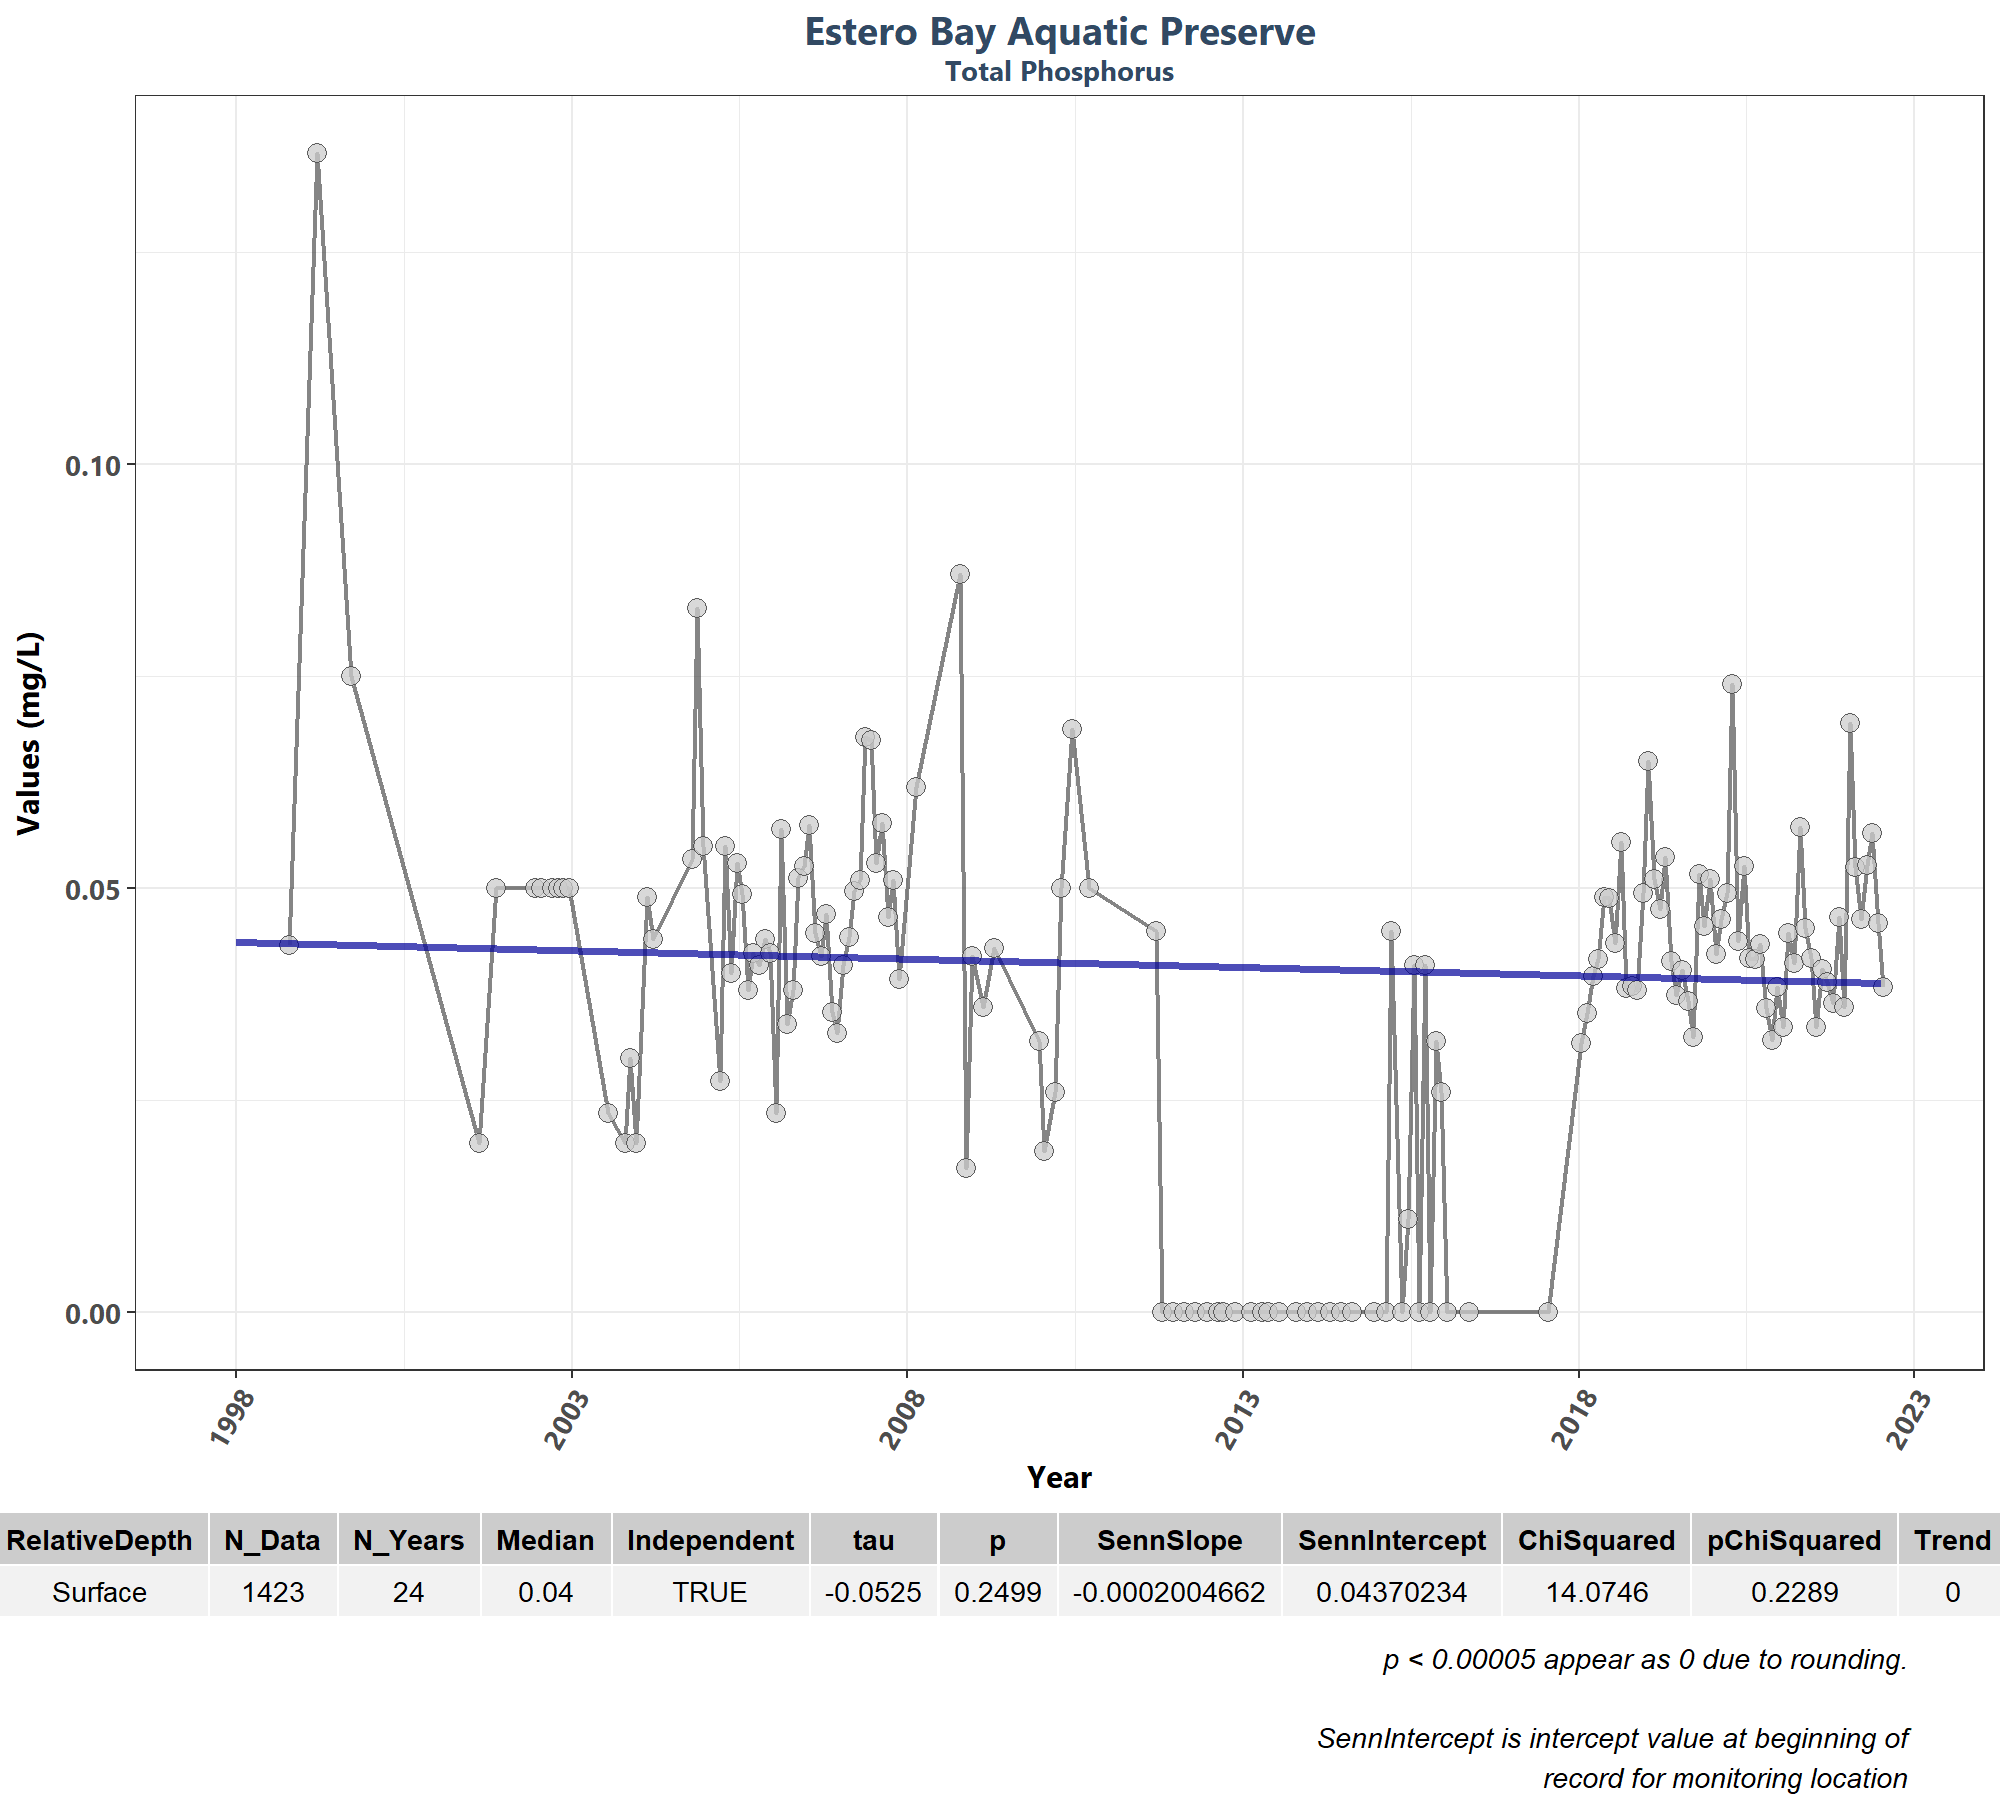 Estero Bay Aquatic Preserve
Total Phosphorus
Values (mg/L)
0.10
0.05
0.00
1998 2003 2008 2013 2018 2023
Year
RelativeDepth N_Data N_Years Median Independent tau p SennSlope SennIntercept ChiSquared pChiSquared Trend
Surface 1423 24 0.04 TRUE -0.0525 0.2499 -0.0002004662 0.04370234 14.0746 0.2289 0
p < 0.00005 appear as 0 due to rounding.
SennIntercept is intercept value at beginning of
record for monitoring location